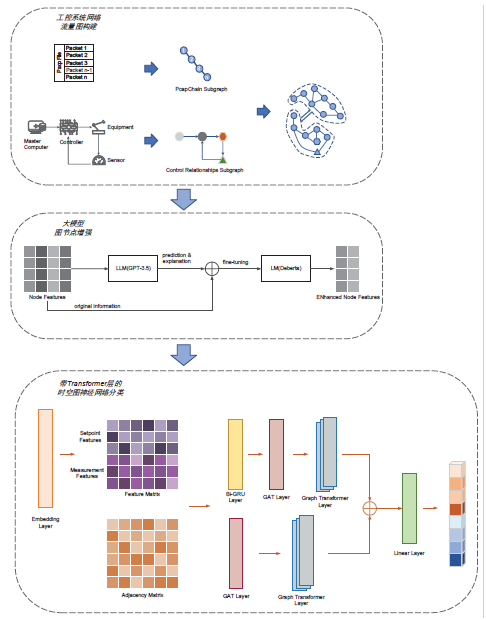 工控系统网络
流量图构建
Pcap File
Packet 1
Packet 2
Packet 3
Packet n-1
Packet n
PcapChain Subgraph
Master
Computer
Controller
Equipment
Sensor
Control Relationships Subgraph
大模型
图节点增强
Node Features
LLM(GPT-3.5)
prediction &
explanation
fine-tuning
LM(Deberta)
ENhanced Node Features
original information
带Transformer层的
时空图神经网络分类
Embedding
Layer
Setpoint
Features
Measurement
Features
Feature Matrix
Adjacency Matrix
Bi-GRU
Layer
GAT Layer
Graph Transformer
Layer
GAT Layer
Graph Transformer
Layer
Linear Layer